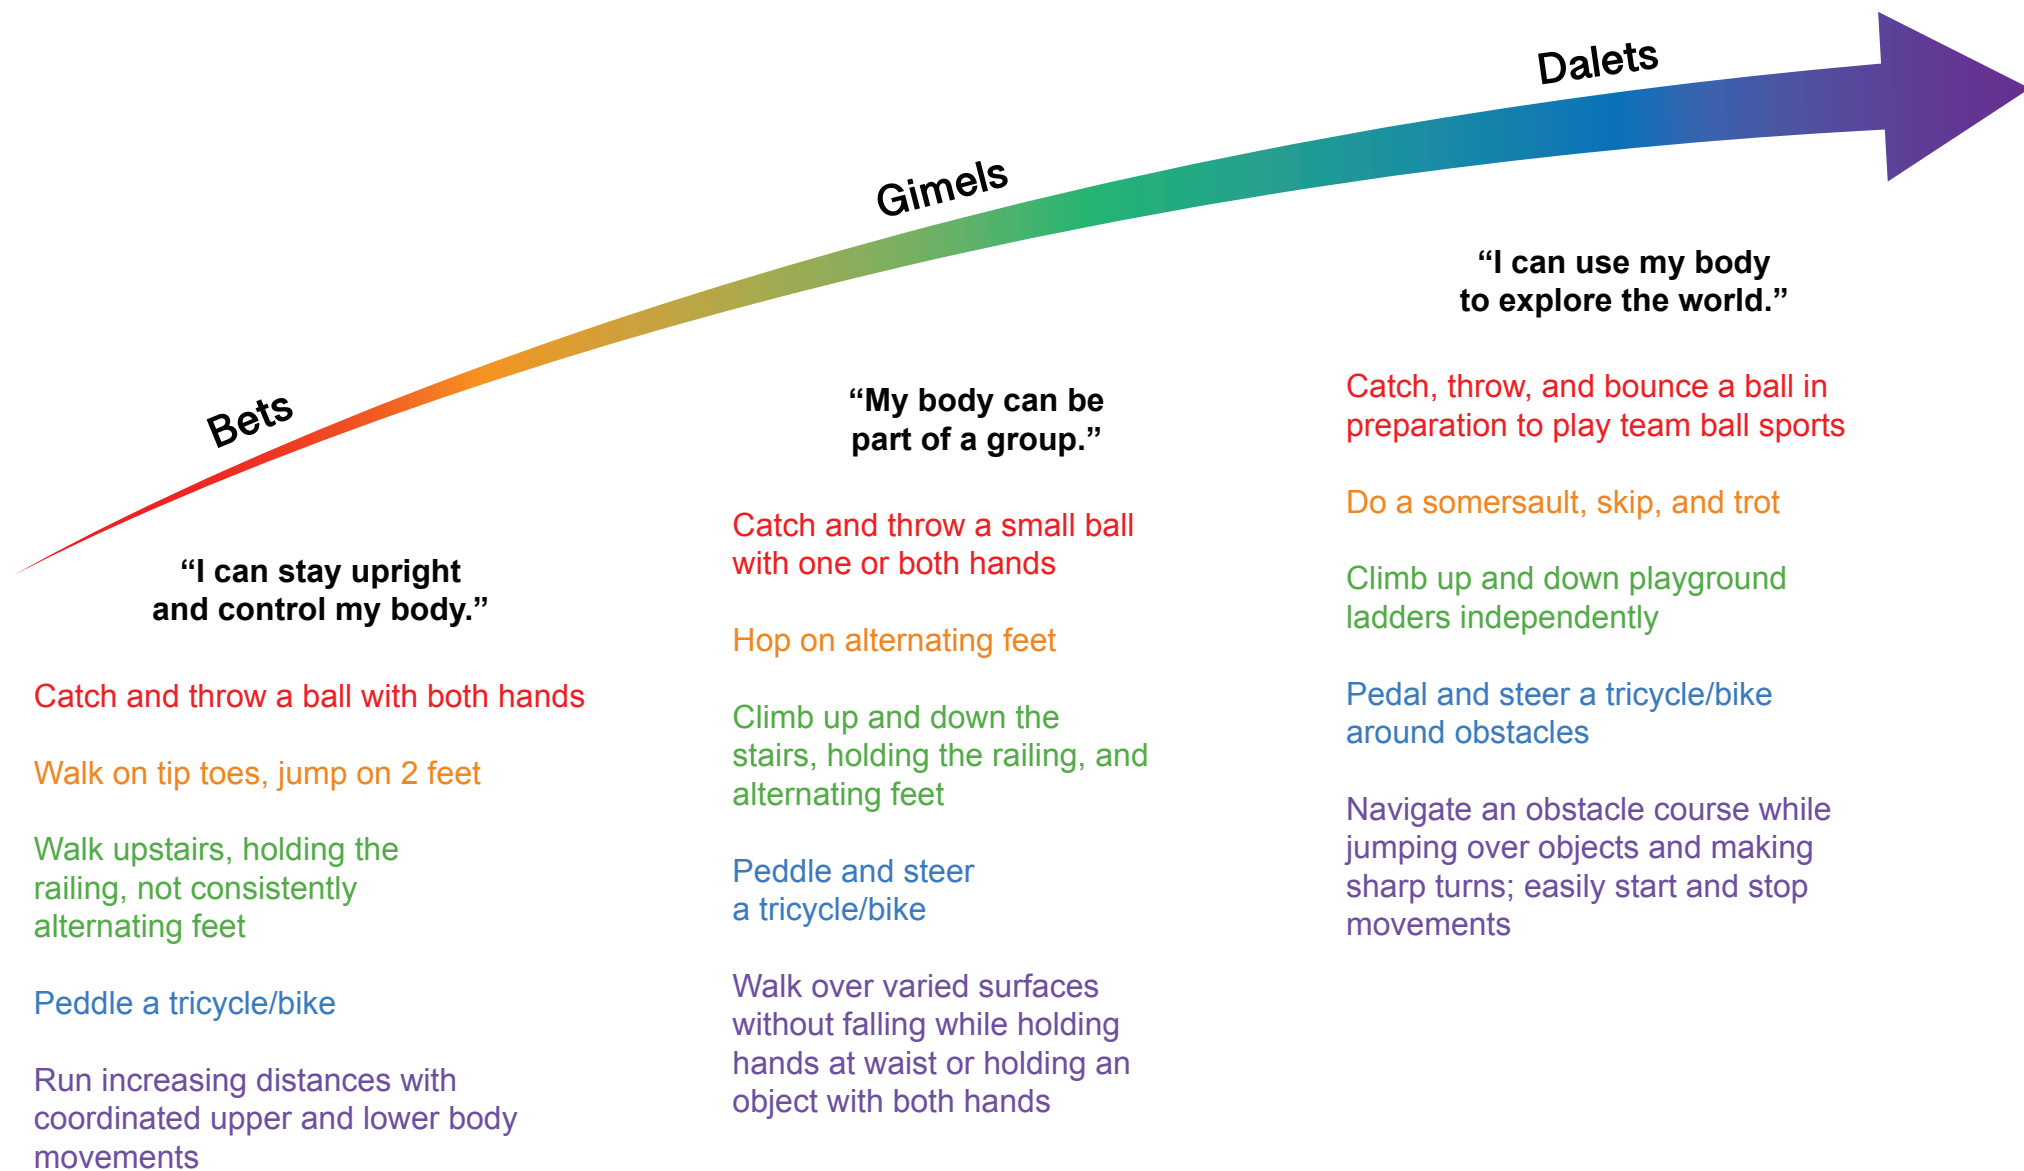 Bets
“I can stay upright
and control my body.”
Catch and throw a ball with both hands
Walk on tip toes, jump on 2 feet
Walk upstairs, holding the
railing, not consistently
alternating feet
Peddle a tricycle/bike
Run increasing distances with
coordinated upper and lower body
movements
Gimels
“My body can be
part of a group.”
Catch and throw a small ball
with one or both hands
Hop on alternating feet
Climb up and down the
stairs, holding the railing, and
alternating feet
Peddle and steer
a tricycle/bike
Walk over varied surfaces
without falling while holding
hands at waist or holding an
object with both hands
Dalets
“I can use my body
to explore the world.”
Catch, throw, and bounce a ball in
preparation to play team ball sports
Do a somersault, skip, and trot
Climb up and down playground
ladders independently
Pedal and steer a tricycle/bike
around obstacles
Navigate an obstacle course while
jumping over objects and making
sharp turns; easily start and stop
movements